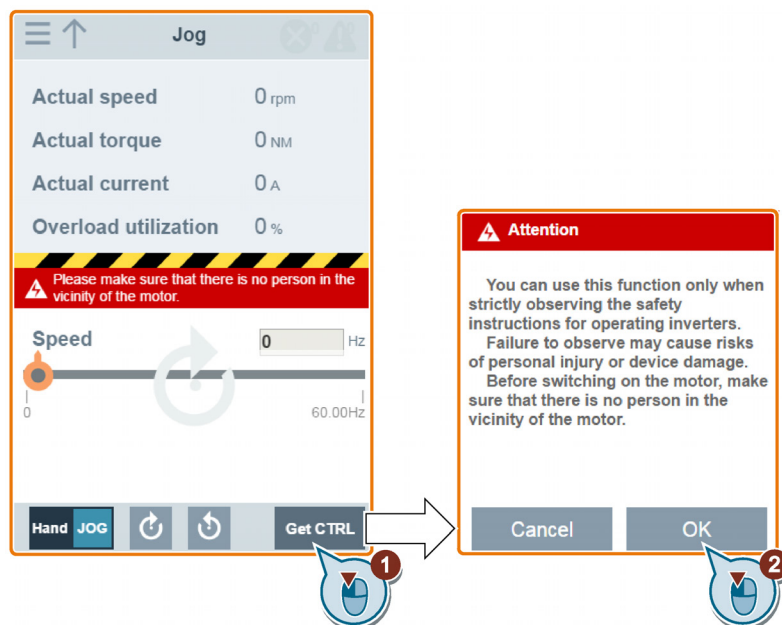 Jog
Actual speed 0 rpm
Actual torque 0 NM
Actual current 0 A
Overload utilization 0 %
Please make sure that there is no person in the
vicinity of the motor.
Speed 0 Hz
0 60.00Hz
Hand JOG Get CTRL
1
Attention
You can use this function only when
strictly observing the safety
instructions for operating inverters.
Failure to observe may cause risks
of personal injury or device damage.
Before switching on the motor, make
sure that there is no person in the
vicinity of the motor.
Cancel OK
2